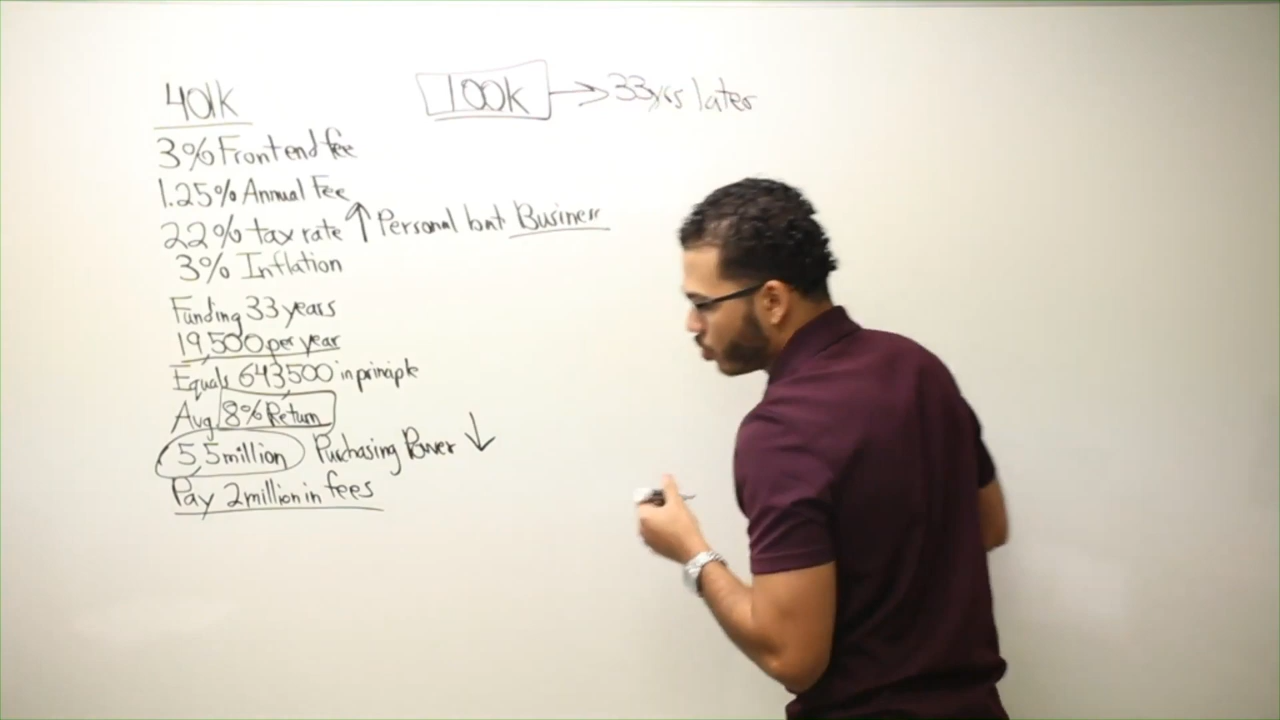 401k
100k → 33yrs later
3% Front end fee
1.25% Annual Fee
22% tax rate ↑ Personal but Business
3% Inflation
Funding 33 years
19,500 per year
Equals 643,500 in principle
Avg 8% Return
5,5 million Purchasing Power ↓
Pay 2 million in fees